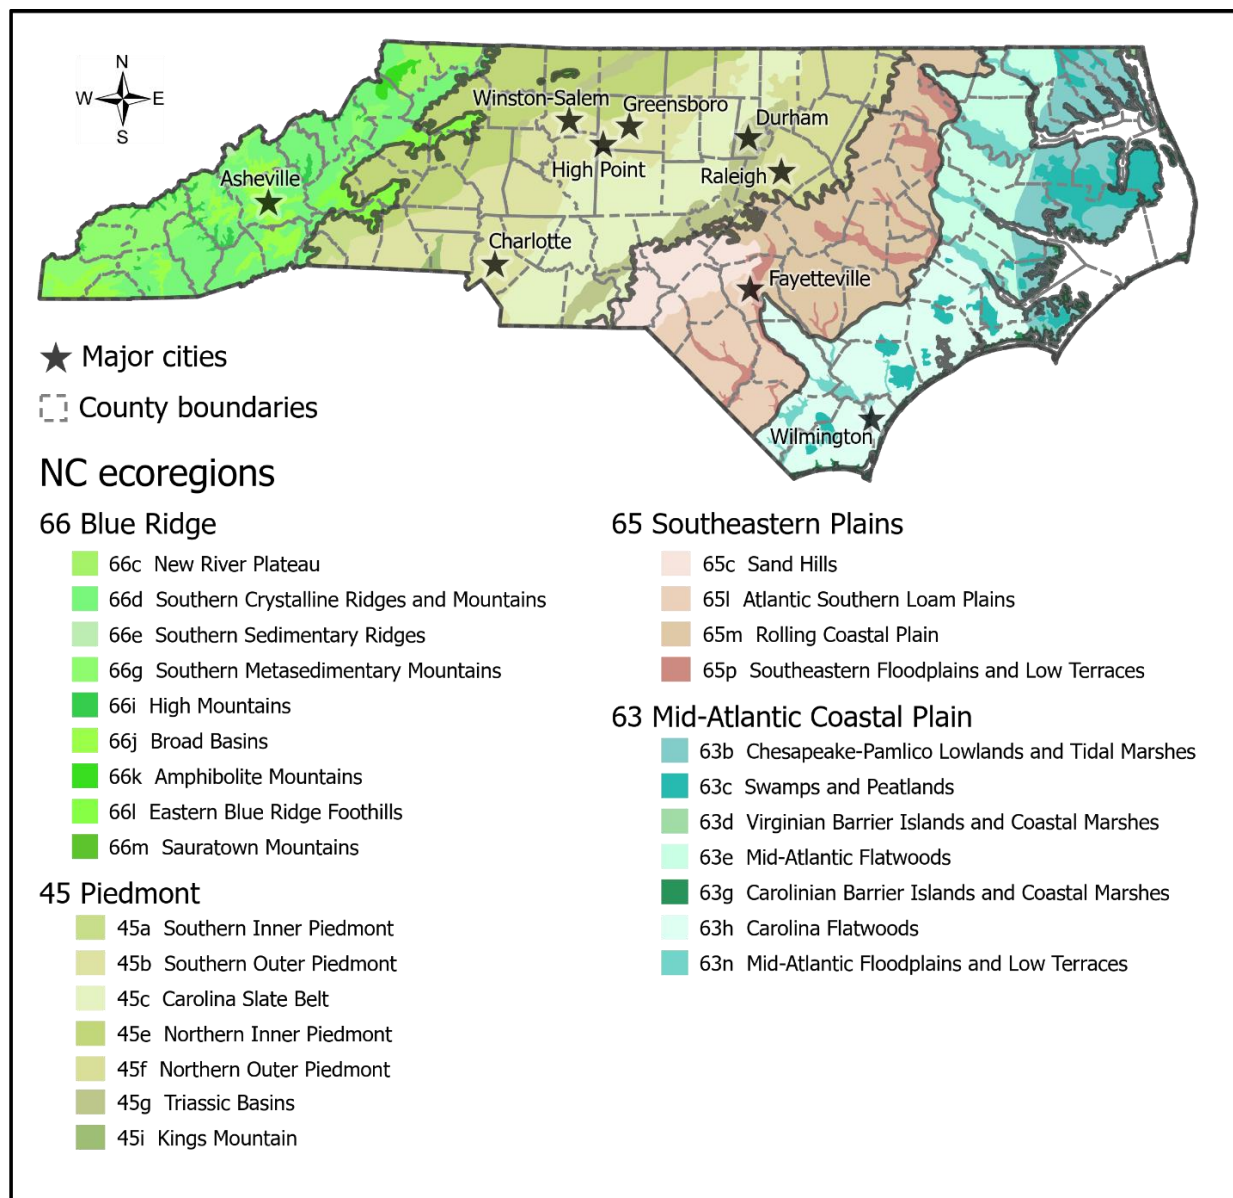 N
W E
S
Winston-Salem
Greensboro
Durham
High Point
Raleigh
Asheville
Charlotte
Fayetteville
Wilmington
Major cities
County boundaries
NC ecoregions
66 Blue Ridge
66c New River Plateau
66d Southern Crystalline Ridges and Mountains
66e Southern Sedimentary Ridges
66g Southern Metasedimentary Mountains
66i High Mountains
66j Broad Basins
66k Amphibolite Mountains
66l Eastern Blue Ridge Foothills
66m Sauratown Mountains
45 Piedmont
45a Southern Inner Piedmont
45b Southern Outer Piedmont
45c Carolina Slate Belt
45e Northern Inner Piedmont
45f Northern Outer Piedmont
45g Triassic Basins
45i Kings Mountain
65 Southeastern Plains
65c Sand Hills
65l Atlantic Southern Loam Plains
65m Rolling Coastal Plain
65p Southeastern Floodplains and Low Terraces
63 Mid-Atlantic Coastal Plain
63b Chesapeake-Pamlico Lowlands and Tidal Marshes
63c Swamps and Peatlands
63d Virginian Barrier Islands and Coastal Marshes
63e Mid-Atlantic Flatwoods
63g Carolinian Barrier Islands and Coastal Marshes
63h Carolina Flatwoods
63n Mid-Atlantic Floodplains and Low Terraces